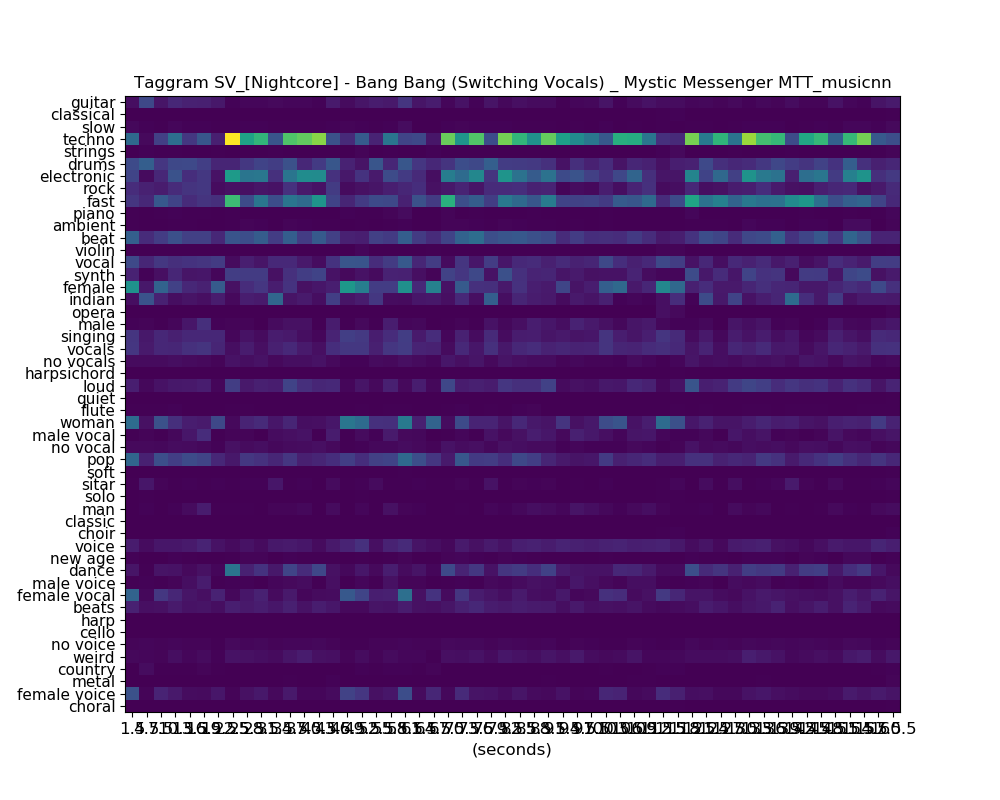 Taggram SV_[Nightcore] - Bang Bang (Switching Vocals) _ Mystic Messenger MTT_musicnn
guitar
classical
slow
techno
strings
drums
electronic
rock
fast
piano
ambient
beat
violin
vocal
synth
female
indian
opera
male
singing
vocals
no vocals
harpsichord
loud
quiet
flute
woman
male vocal
no vocal
pop
soft
sitar
solo
man
classic
choir
voice
new age
dance
male voice
female vocal
beats
harp
cello
no voice
weird
country
metal
female voice
choral
(seconds)